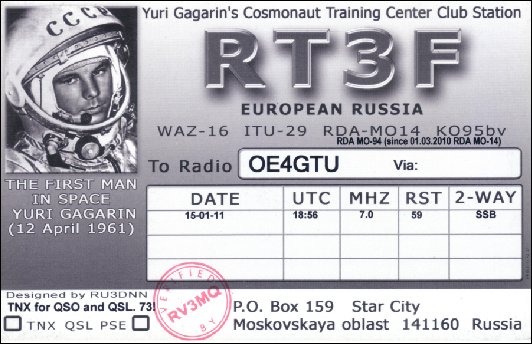 Yuri Gagarin's Cosmonaut Training Center Club Station
RT3F
EUROPEAN RUSSIA
WAZ-16 ITU-29 RDA-MO14 KO95bv
RDA MO-94 (since 01.03.2010 RDA MO-14)
To Radio OE4GTU Via:
THE FIRST MAN
IN SPACE
YURI GAGARIN
(12 April 1961)
DATE UTC MHZ RST 2-WAY
15-01-11 18:56 7.0 59 SSB
Designed by RU3DNN
TNX for QSO and QSL. 73!
TNX QSL PSE
VERIFIED
RV3MQ
BY
P.O. Box 159 Star City
Moskovskaya oblast 141160 Russia